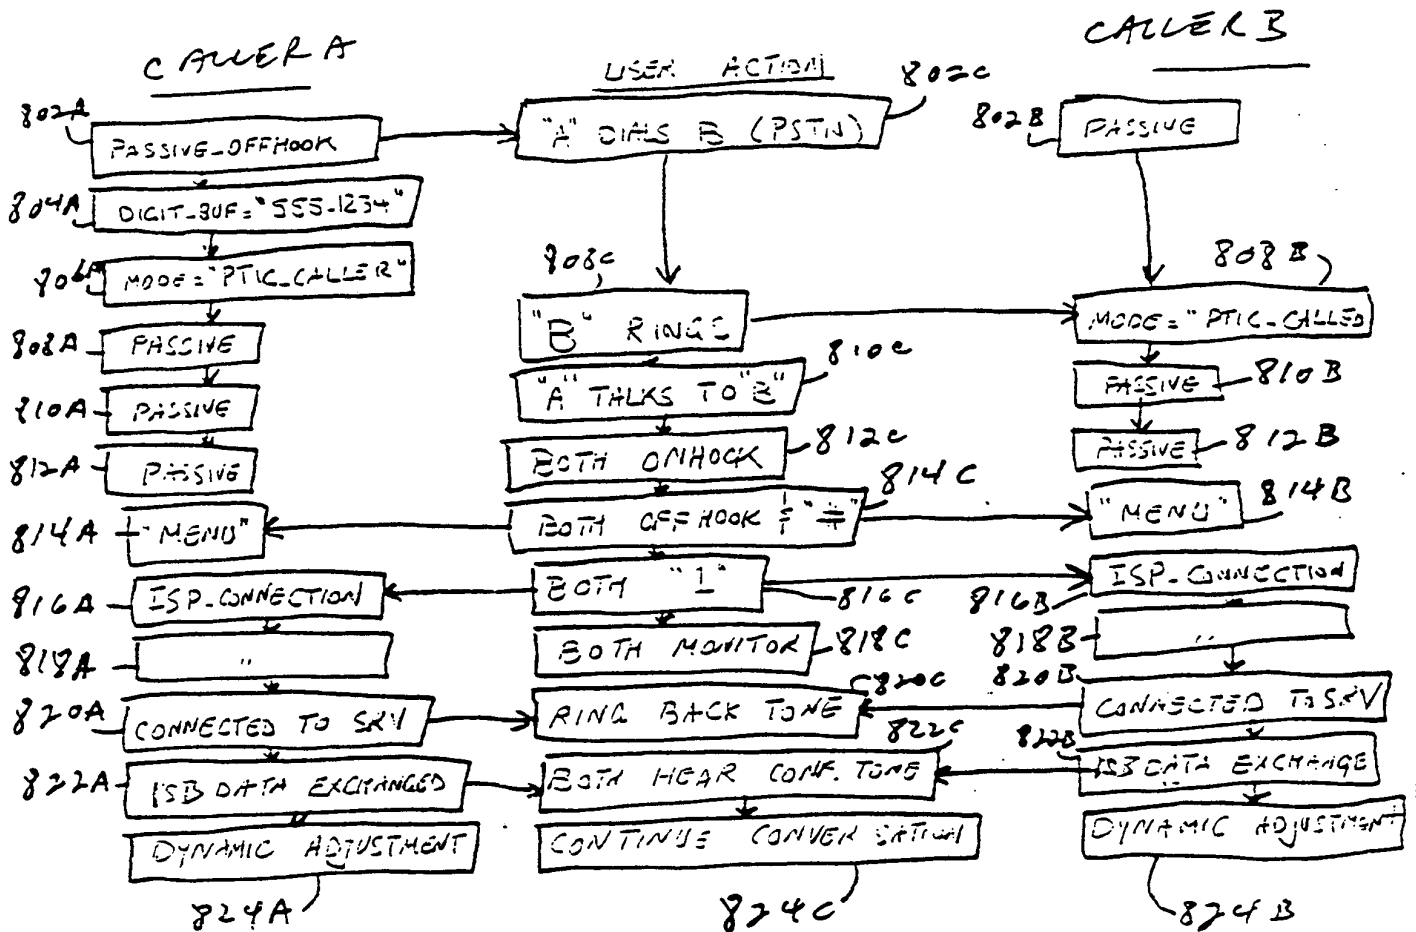 CALLER A
USER ACTION
CALLER B
802A
802C
802B
PASSIVE_OFFHOOK
"A" DIALS B (PSTN)
PASSIVE
804A
DIGIT_BUF="555-1234"
806A
MODE="PTIC_CALLER"
808C
808B
"B" RINGS
MODE="PTIC_CALLED
808A
PASSIVE
810C
810A
PASSIVE
"A" TALKS TO "B"
PASSIVE
810B
812A
PASSIVE
BOTH ONHOOK
812C
PASSIVE
812B
814C
814A
"MENU"
BOTH OFFHOOK & "#"
"MENU"
814B
816A
ISP_CONNECTION
BOTH "1"
816C
816B
ISP_CONNECTION
818A
"
BOTH MONITOR
818C
818B
"
820C
820B
820A
CONNECTED TO SRV
RING BACK TONE
CONNECTED TO SRV
822C
822B
822A
ISB DATA EXCHANGED
BOTH HEAR CONF. TONE
ISB DATA EXCHANGE
DYNAMIC ADJUSTMENT
CONTINUE CONVERSATION
DYNAMIC ADJUSTMENT
824A
824C
824B